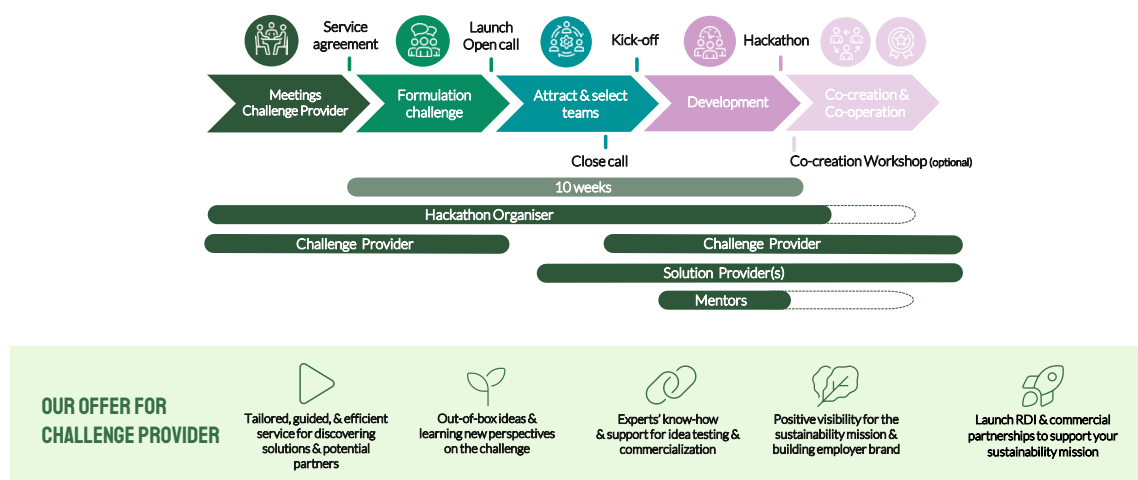 Service
agreement
Launch
Open call
Kick-off
Hackathon
Meetings
Challenge Provider
Formulation
challenge
Attract & select
teams
Development
Co-creation &
Co-operation
Close call
Co-creation Workshop (optional)
10 weeks
Hackathon Organiser
Challenge Provider
Challenge Provider
Solution Provider(s)
Mentors
OUR OFFER FOR
CHALLENGE PROVIDER
Tailored, guided, & efficient
service for discovering
solutions & potential
partners
Out-of-box ideas &
learning new perspectives
on the challenge
Experts' know-how
& support for idea testing &
commercialization
Positive visibility for the
sustainability mission &
building employer brand
Launch RDI & commercial
partnerships to support your
sustainability mission